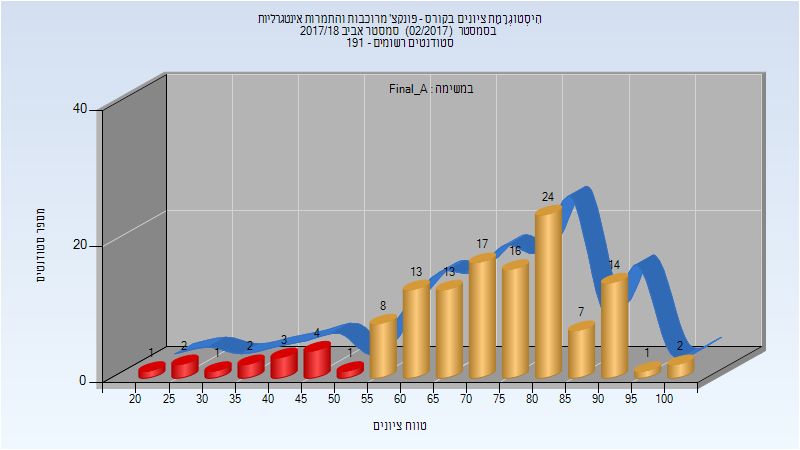 הִיסְטוֹגְרָמַת ציונים בקורס - פונקצ' מרוכבות והתמרות אינטגרליות
בסמסטר (02/2017) סמסטר אביב 2017/18
סטודנטים רשומים - 191
במשימה : Final_A
מספר סטודנטים
40
20
0
1
2
1
2
3
4
1
8
13
13
17
16
24
7
14
1
2
20 25 30 35 40 45 50 55 60 65 70 75 80 85 90 95 100
טווח ציונים